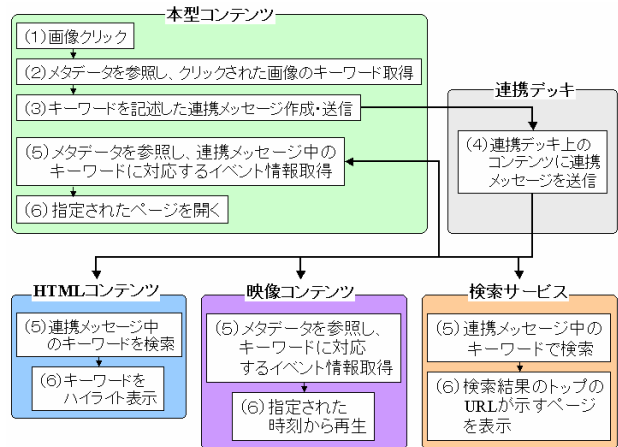 本型コンテンツ
(1)画像クリック
(2)メタデータを参照し、クリックされた画像のキーワード取得
(3)キーワードを記述した連携メッセージ作成・送信
(5)メタデータを参照し、連携メッセージ中の
キーワードに対応するイベント情報取得
(6)指定されたページを開く
連携デッキ
(4)連携デッキ上の
コンテンツに連携
メッセージを送信
HTMLコンテンツ
(5)連携メッセージ中
のキーワードを検索
(6)キーワードを
ハイライト表示
映像コンテンツ
(5)メタデータを参照し、
キーワードに対応
するイベント情報取得
(6)指定された
時刻から再生
検索サービス
(5)連携メッセージ中の
キーワードで検索
(6)検索結果のトップの
URLが示すページ
を表示